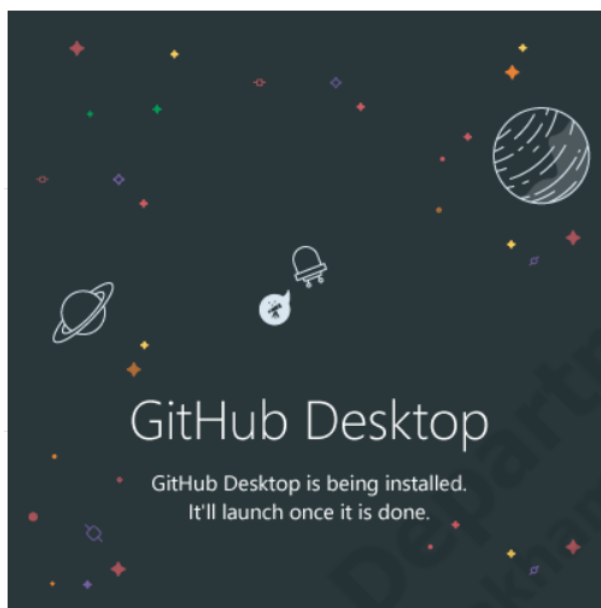 GitHub Desktop
GitHub Desktop is being installed.
It'll launch once it is done.